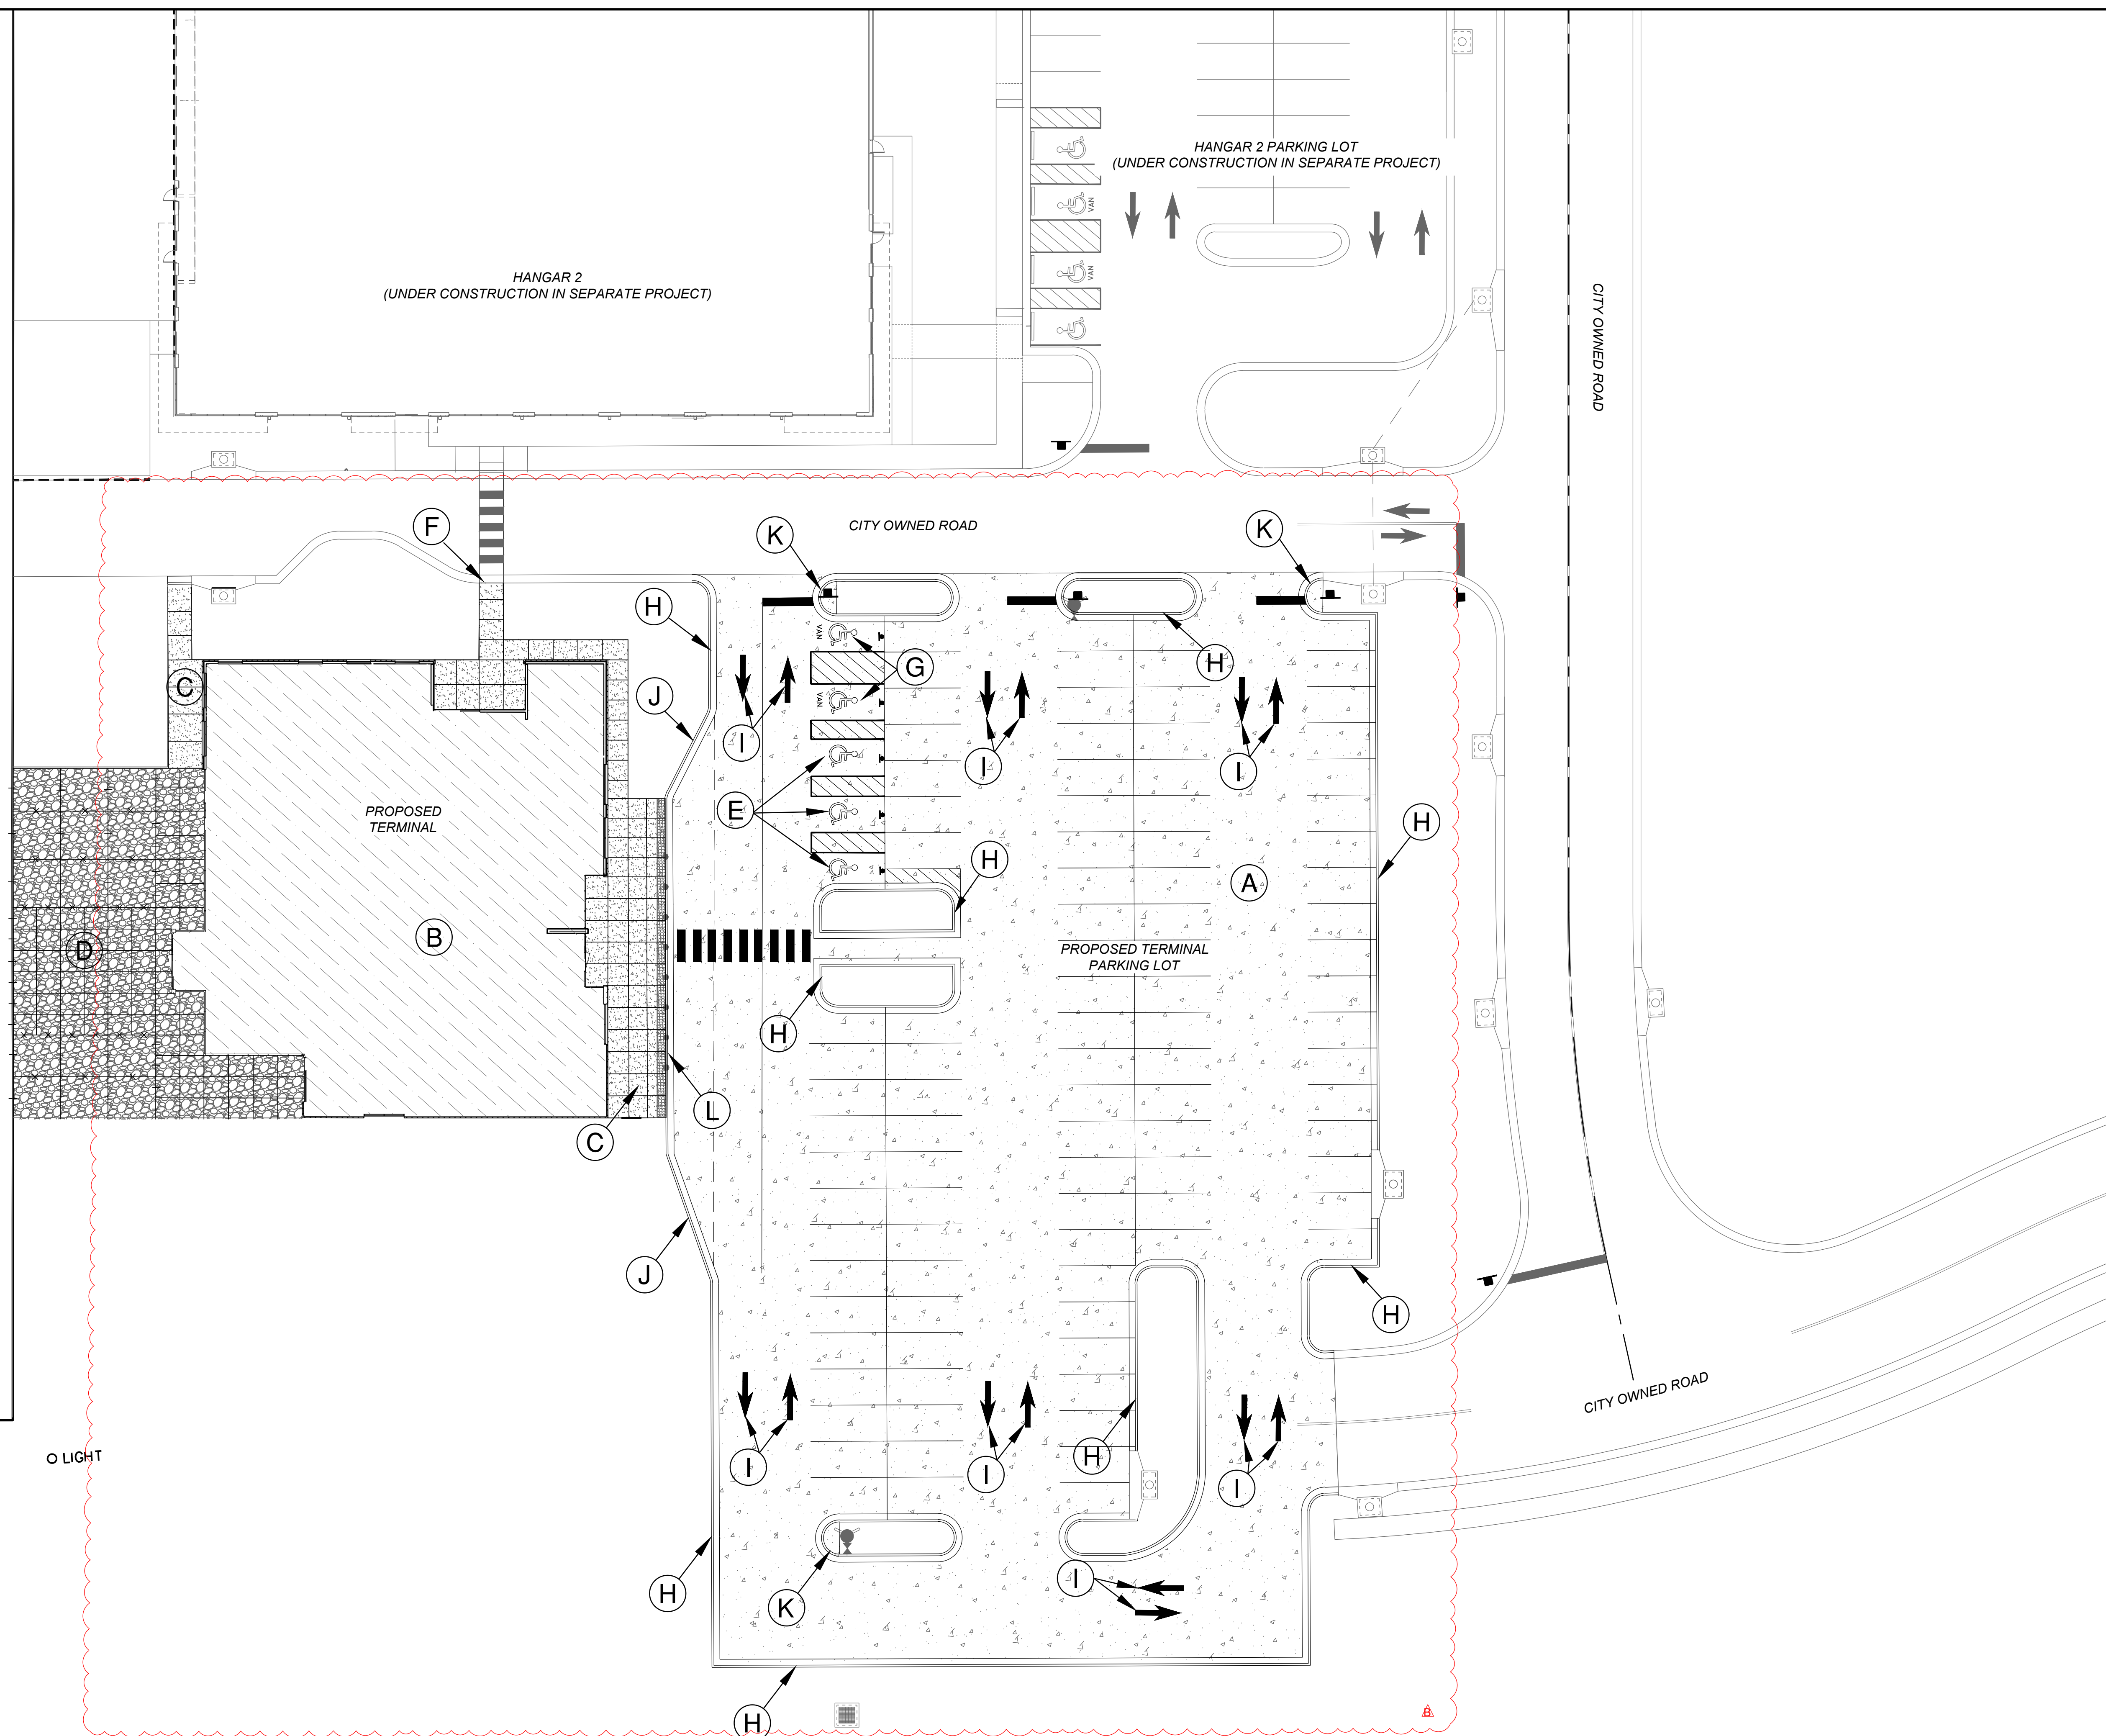 HANGAR 2 PARKING LOT
(UNDER CONSTRUCTION IN SEPARATE PROJECT)
VAN
VAN
HANGAR 2
(UNDER CONSTRUCTION IN SEPARATE PROJECT)
CITY OWNED ROAD
CITY OWNED ROAD
F
K
K
H
VAN
G
H
C
J
VAN
I
I
I
PROPOSED
TERMINAL
E
H
H
A
B
D
PROPOSED TERMINAL
PARKING LOT
H
L
C
J
H
CITY OWNED ROAD
O LIGHT
I
I
H
I
H
K
I
H
B